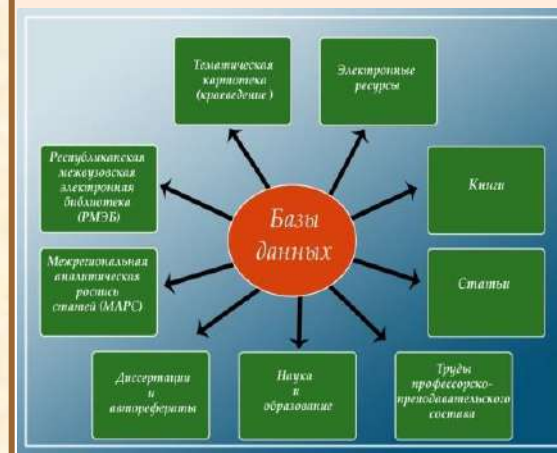 Тематическая
картотека
(краеведение )
Электронные
ресурсы
Республиканская
межвузовская
электронная
библиотека
(РМЭБ)
Книги
Базы
данных
Межрегиональная
аналитическая
роспись
статей (МАРС)
Статьи
Диссертации
и
авторефераты
Наука
и
образование
Труды
профессорско-
преподавательского
состава